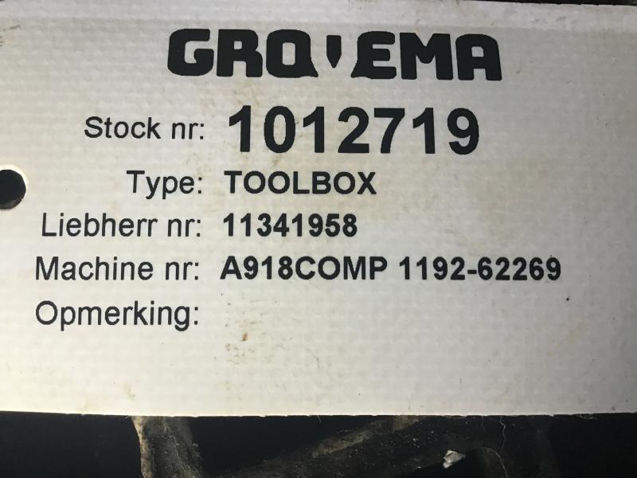 GROVEMA
Stock nr: 1012719
Type: TOOLBOX
Liebherr nr: 11341958
Machine nr: A918COMP 1192-62269
Opmerking: